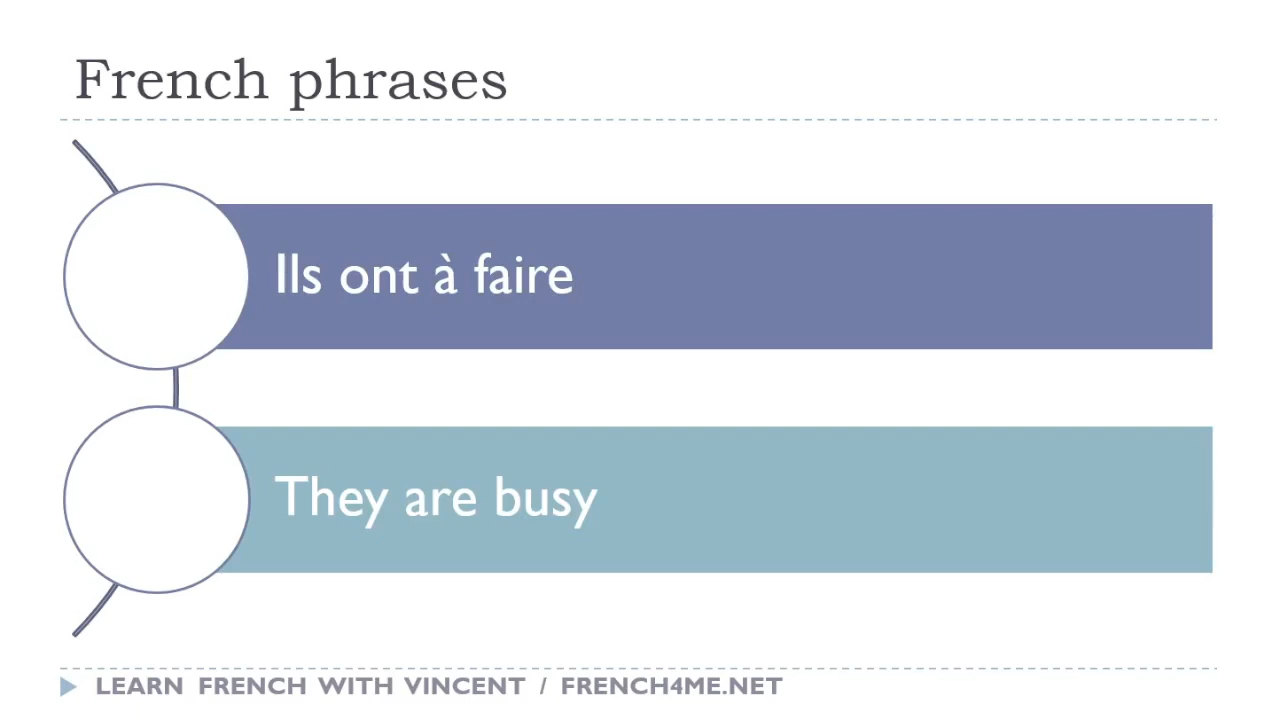 French phrases
Ils ont à faire
They are busy
LEARN FRENCH WITH VINCENT / FRENCH4ME.NET